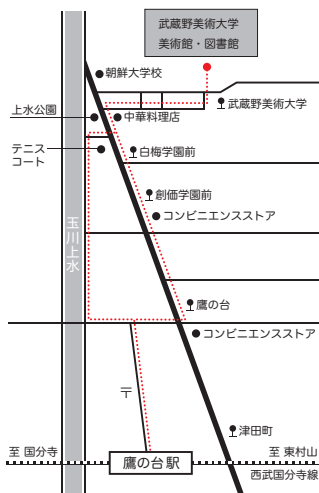 武蔵野美術大学
美術館・図書館
朝鮮大学校
武蔵野美術大学
上水公園
中華料理店
テニス
コート
白梅学園前
創価学園前
コンビニエンスストア
玉川上水
鷹の台
コンビニエンスストア
〒
津田町
至 国分寺
至 東村山
鷹の台駅
西武国分寺線